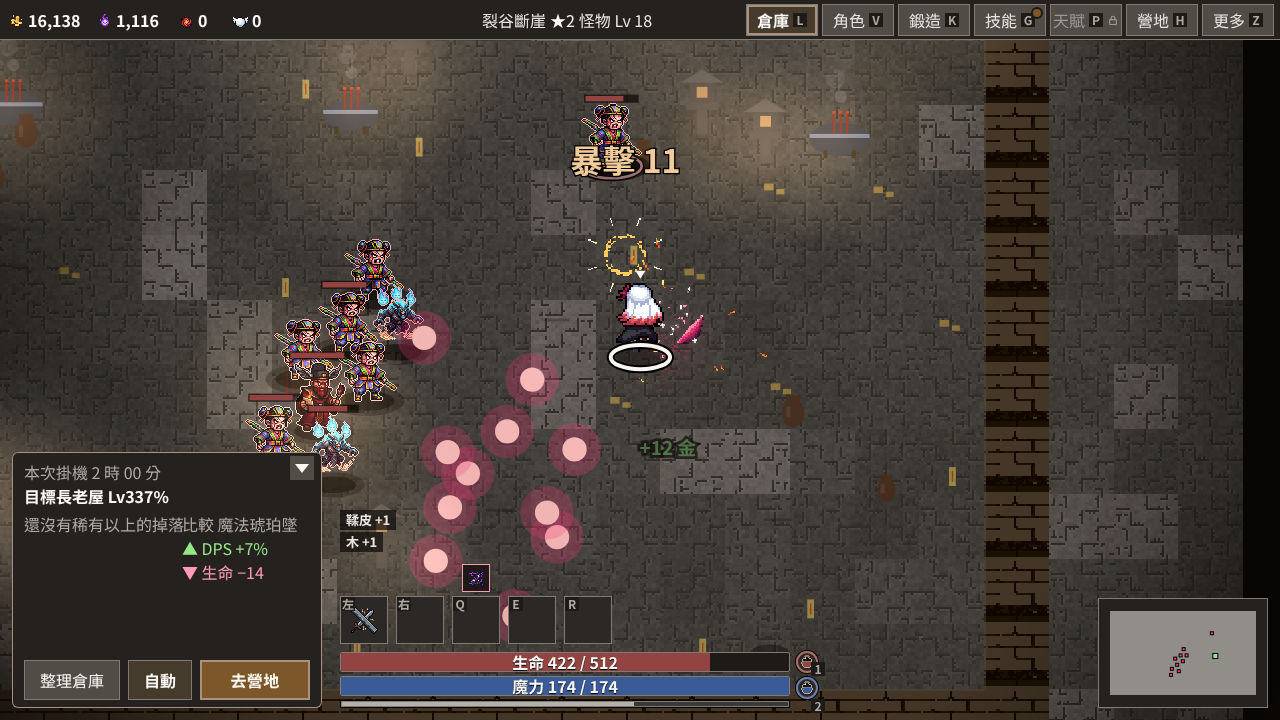 16,138 1,116 0 0
裂谷斷崖 ★2 怪物 Lv 18
倉庫 L 角色 V 鍛造 K 技能 G 天賦 P 營地 H 更多 Z
暴擊 11
+12 金
本次掛機 2 時 00 分
目標長老屋 Lv337%
還沒有稀有以上的掉落比較 魔法琥珀墜
▲ DPS +7%
▼ 生命 −14
整理倉庫 自動 去營地
鞣皮 +1
木 +1
左 右 Q E R
生命 422 / 512
1
魔力 174 / 174
2